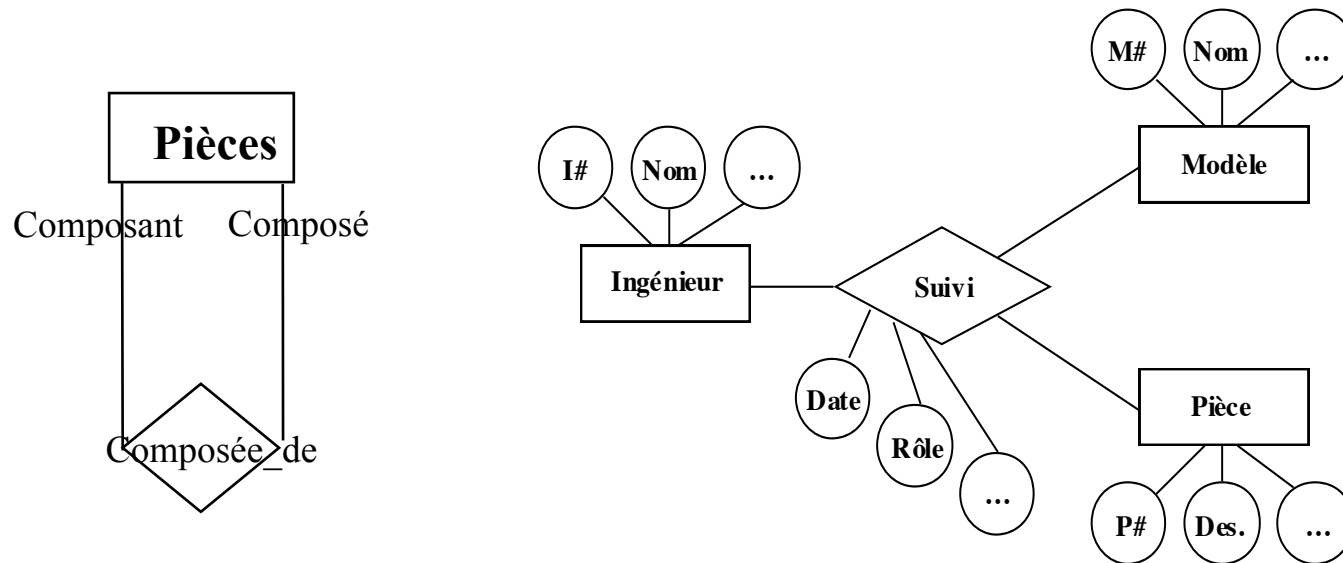 Pièces
Composant
Composé
Composée_de
I#
Nom
...
Ingénieur
Suivi
Date
Rôle
...
M#
Nom
...
Modèle
Pièce
P#
Des.
...